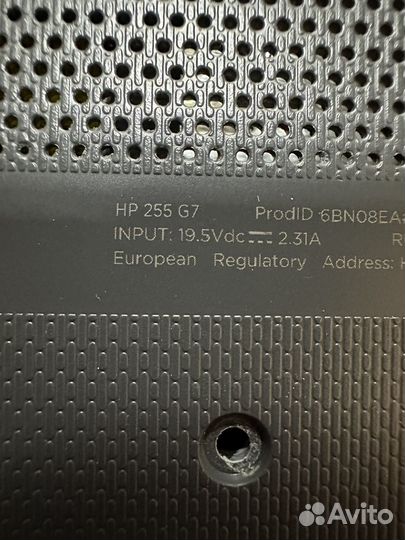 HP 255 G7 ProdID 6BN08EA
INPUT: 19.5Vdc⎓2.31A R
European Regulatory Address: H
Avito